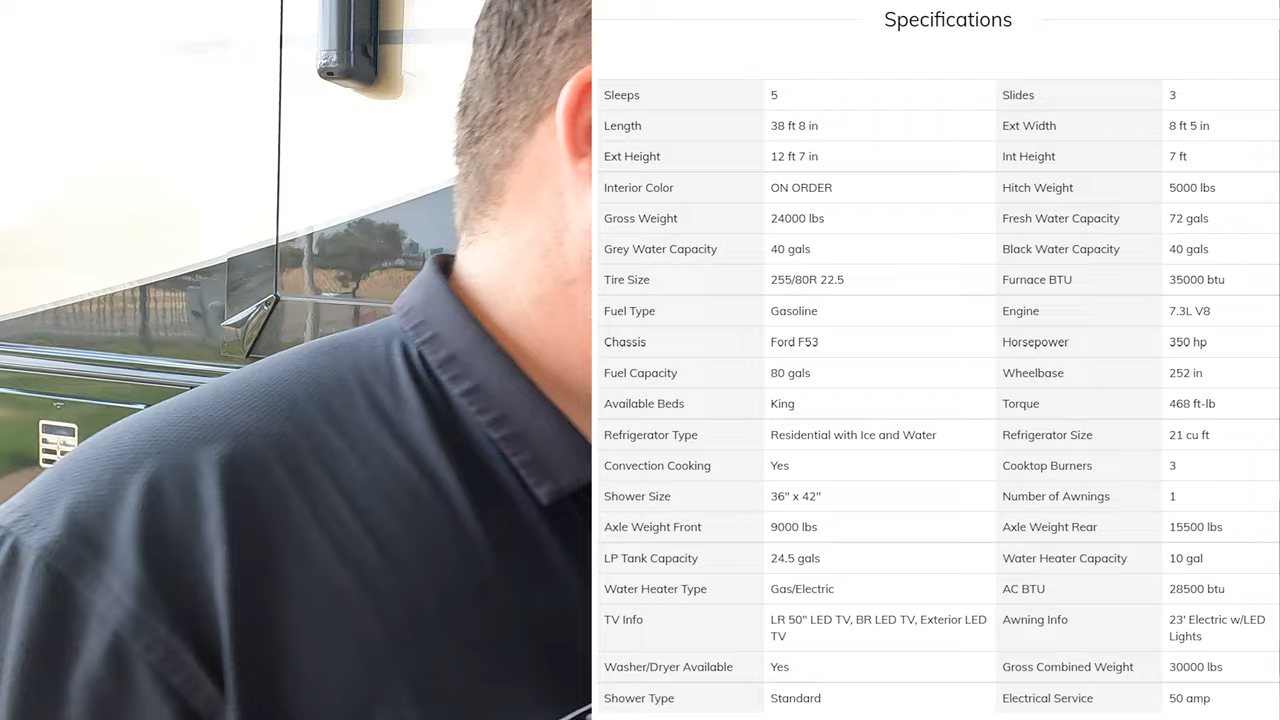 Specifications
Sleeps 5 Slides 3
Length 38 ft 8 in Ext Width 8 ft 5 in
Ext Height 12 ft 7 in Int Height 7 ft
Interior Color ON ORDER Hitch Weight 5000 lbs
Gross Weight 24000 lbs Fresh Water Capacity 72 gals
Grey Water Capacity 40 gals Black Water Capacity 40 gals
Tire Size 255/80R 22.5 Furnace BTU 35000 btu
Fuel Type Gasoline Engine 7.3L V8
Chassis Ford F53 Horsepower 350 hp
Fuel Capacity 80 gals Wheelbase 252 in
Available Beds King Torque 468 ft-lb
Refrigerator Type Residential with Ice and Water Refrigerator Size 21 cu ft
Convection Cooking Yes Cooktop Burners 3
Shower Size 36" x 42" Number of Awnings 1
Axle Weight Front 9000 lbs Axle Weight Rear 15500 lbs
LP Tank Capacity 24.5 gals Water Heater Capacity 10 gal
Water Heater Type Gas/Electric AC BTU 28500 btu
TV Info LR 50" LED TV, BR LED TV, Exterior LED Awning Info 23' Electric w/LED
TV Lights
Washer/Dryer Available Yes Gross Combined Weight 30000 lbs
Shower Type Standard Electrical Service 50 amp